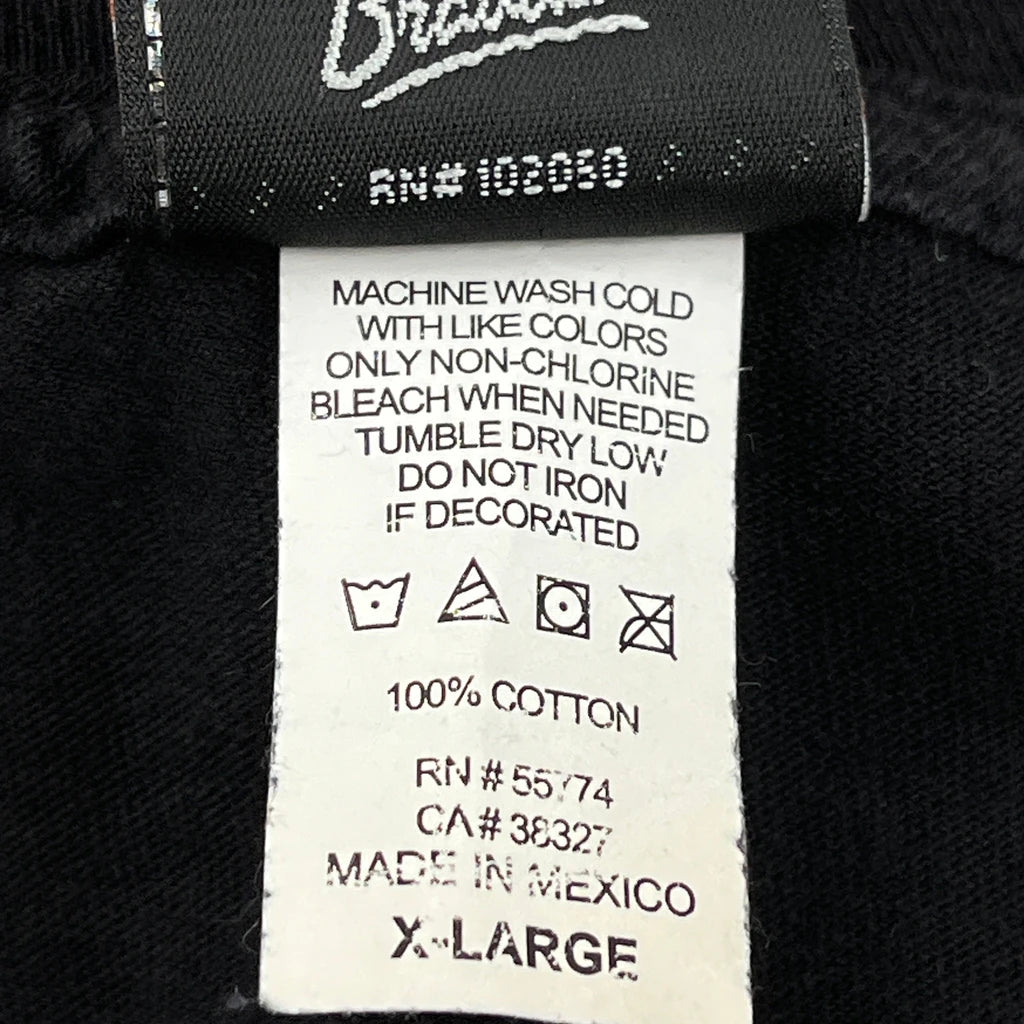 RN#102060
MACHINE WASH COLD
WITH LIKE COLORS
ONLY NON-CHLORINE
BLEACH WHEN NEEDED
TUMBLE DRY LOW
DO NOT IRON
IF DECORATED
100% COTTON
RN # 55774
CA# 38327
MADE IN MEXICO
X-LARGE